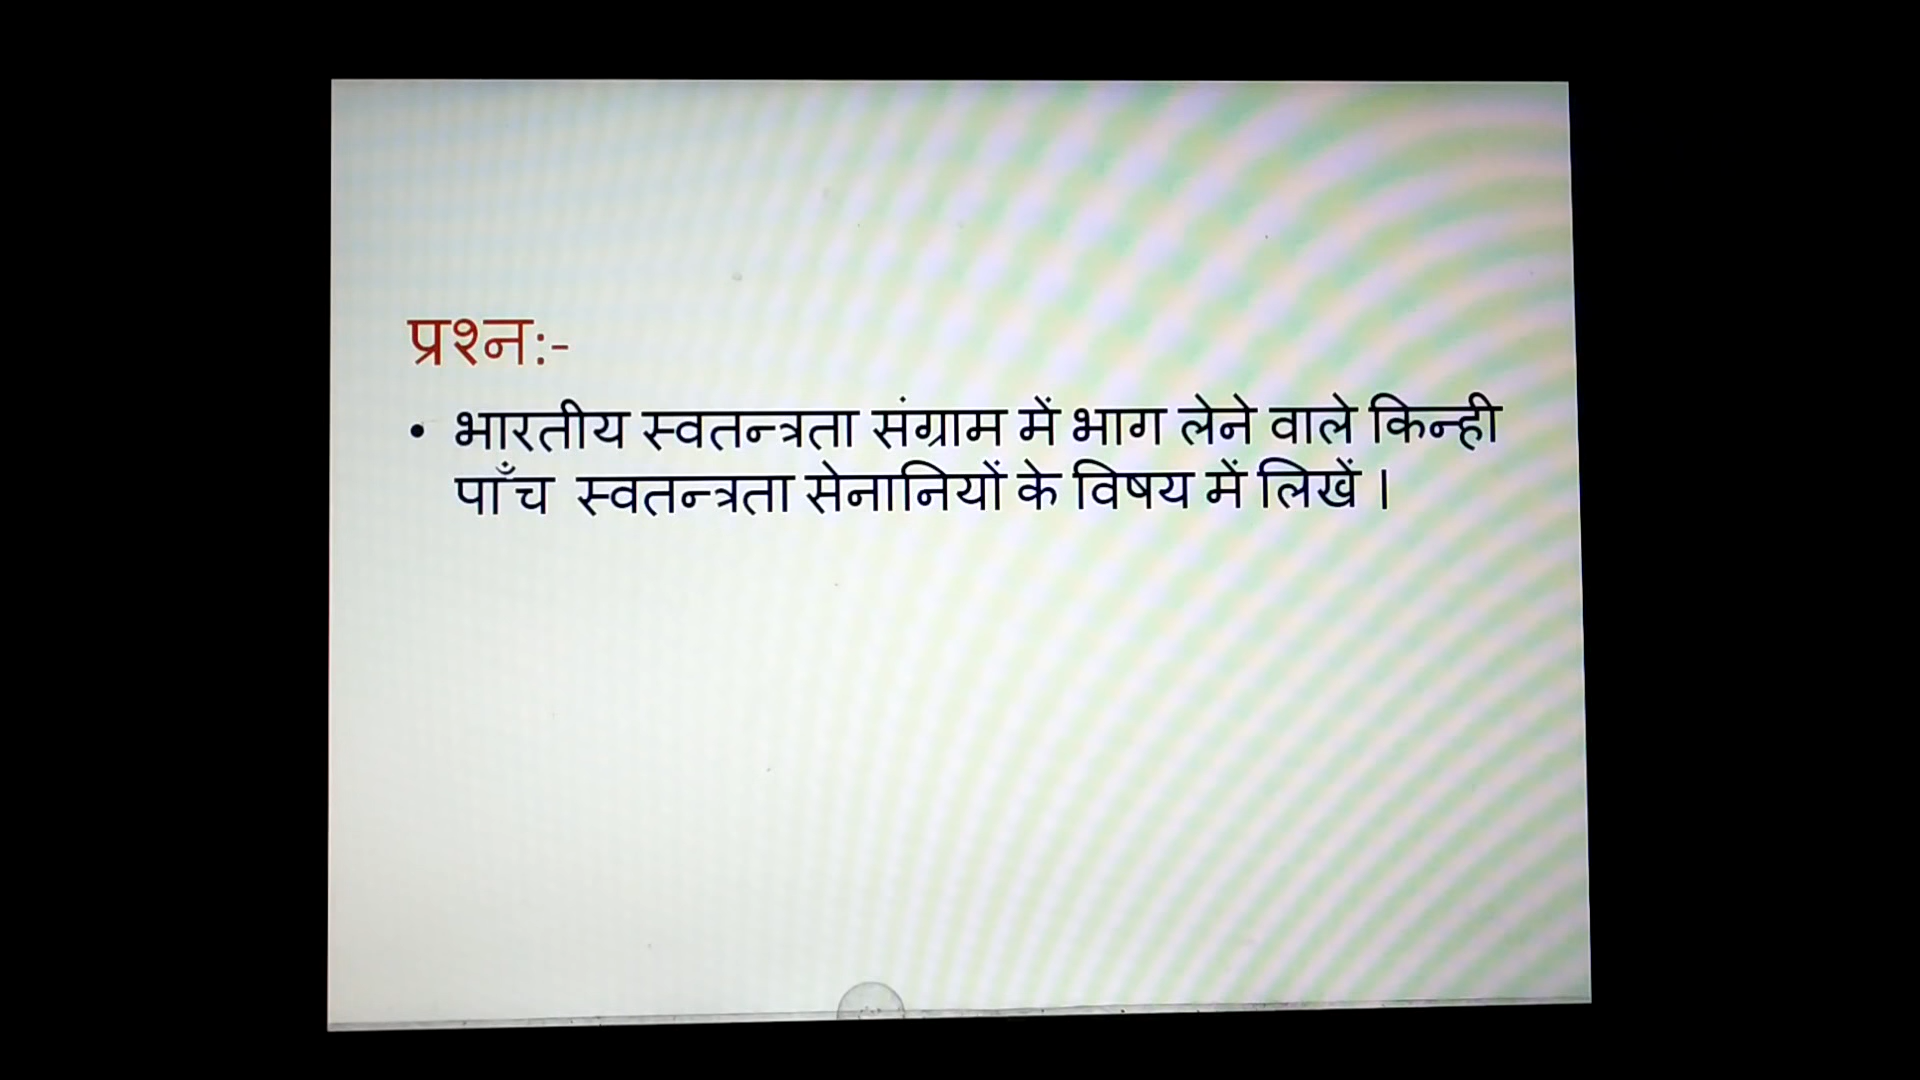 प्रश्न:-
• भारतीय स्वतन्त्रता संग्राम में भाग लेने वाले किन्ही
पाँच स्वतन्त्रता सेनानियों के विषय में लिखें ।